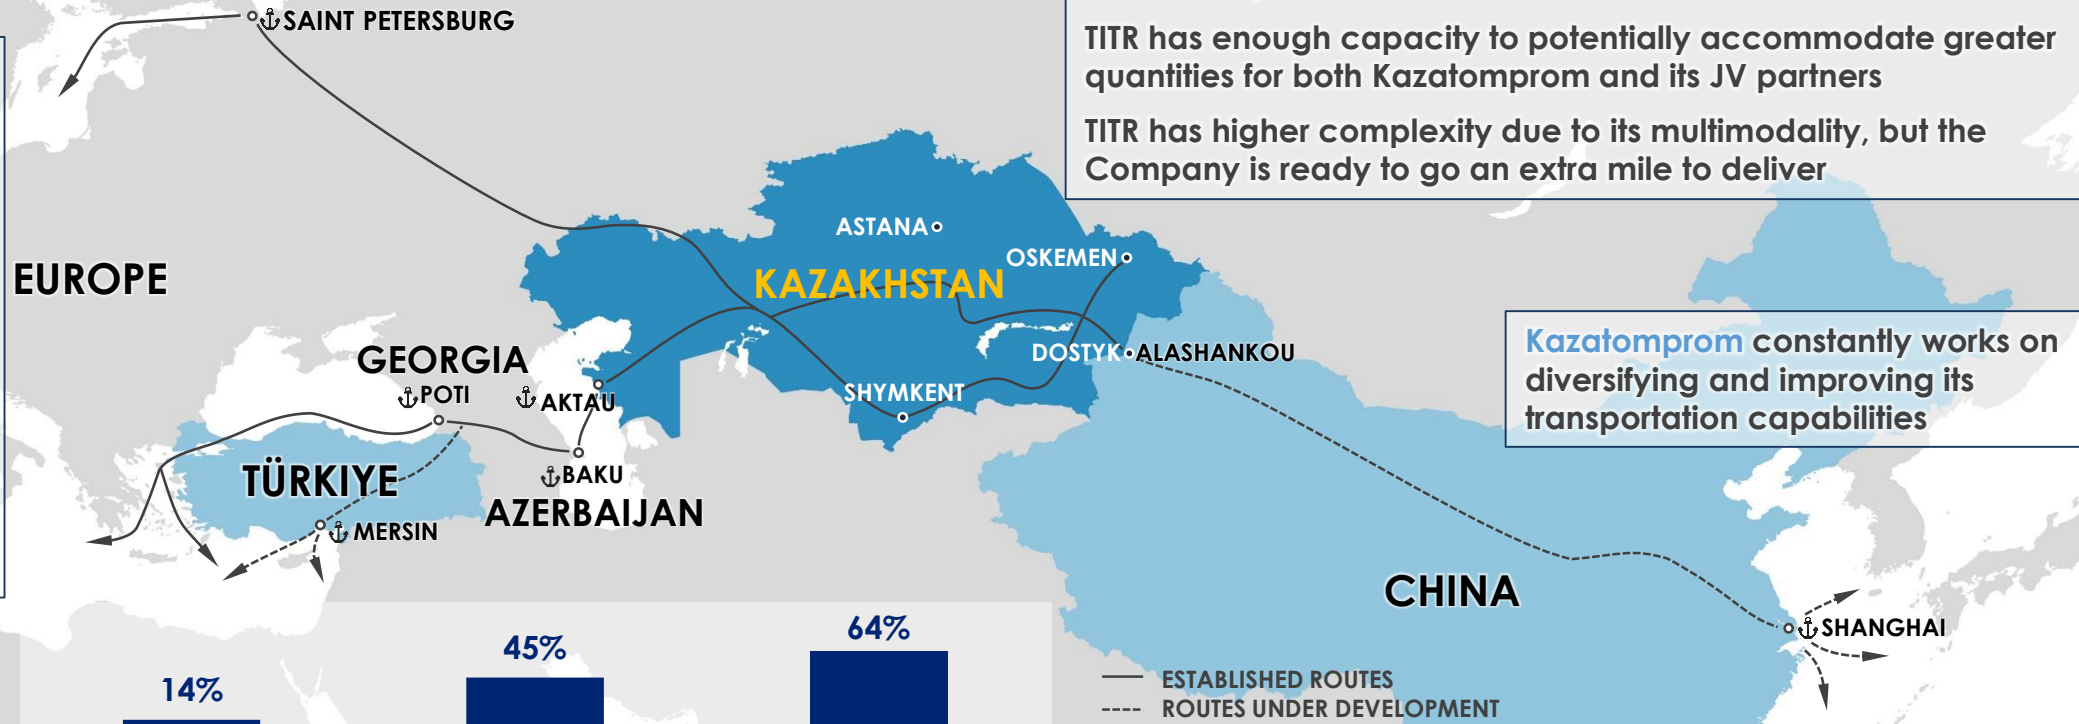 SAINT PETERSBURG
TITR has enough capacity to potentially accommodate greater
quantities for both Kazatomprom and its JV partners
TITR has higher complexity due to its multimodality, but the
Company is ready to go an extra mile to deliver
ASTANA
OSKEMEN
EUROPE
KAZAKHSTAN
Kazatomprom constantly works on
diversifying and improving its
transportation capabilities
GEORGIA
DOSTYK
ALASHANKOU
POTI
AKTAU
SHYMKENT
TÜRKIYE
BAKU
AZERBAIJAN
MERSIN
CHINA
SHANGHAI
14%
45%
64%
ESTABLISHED ROUTES
ROUTES UNDER DEVELOPMENT